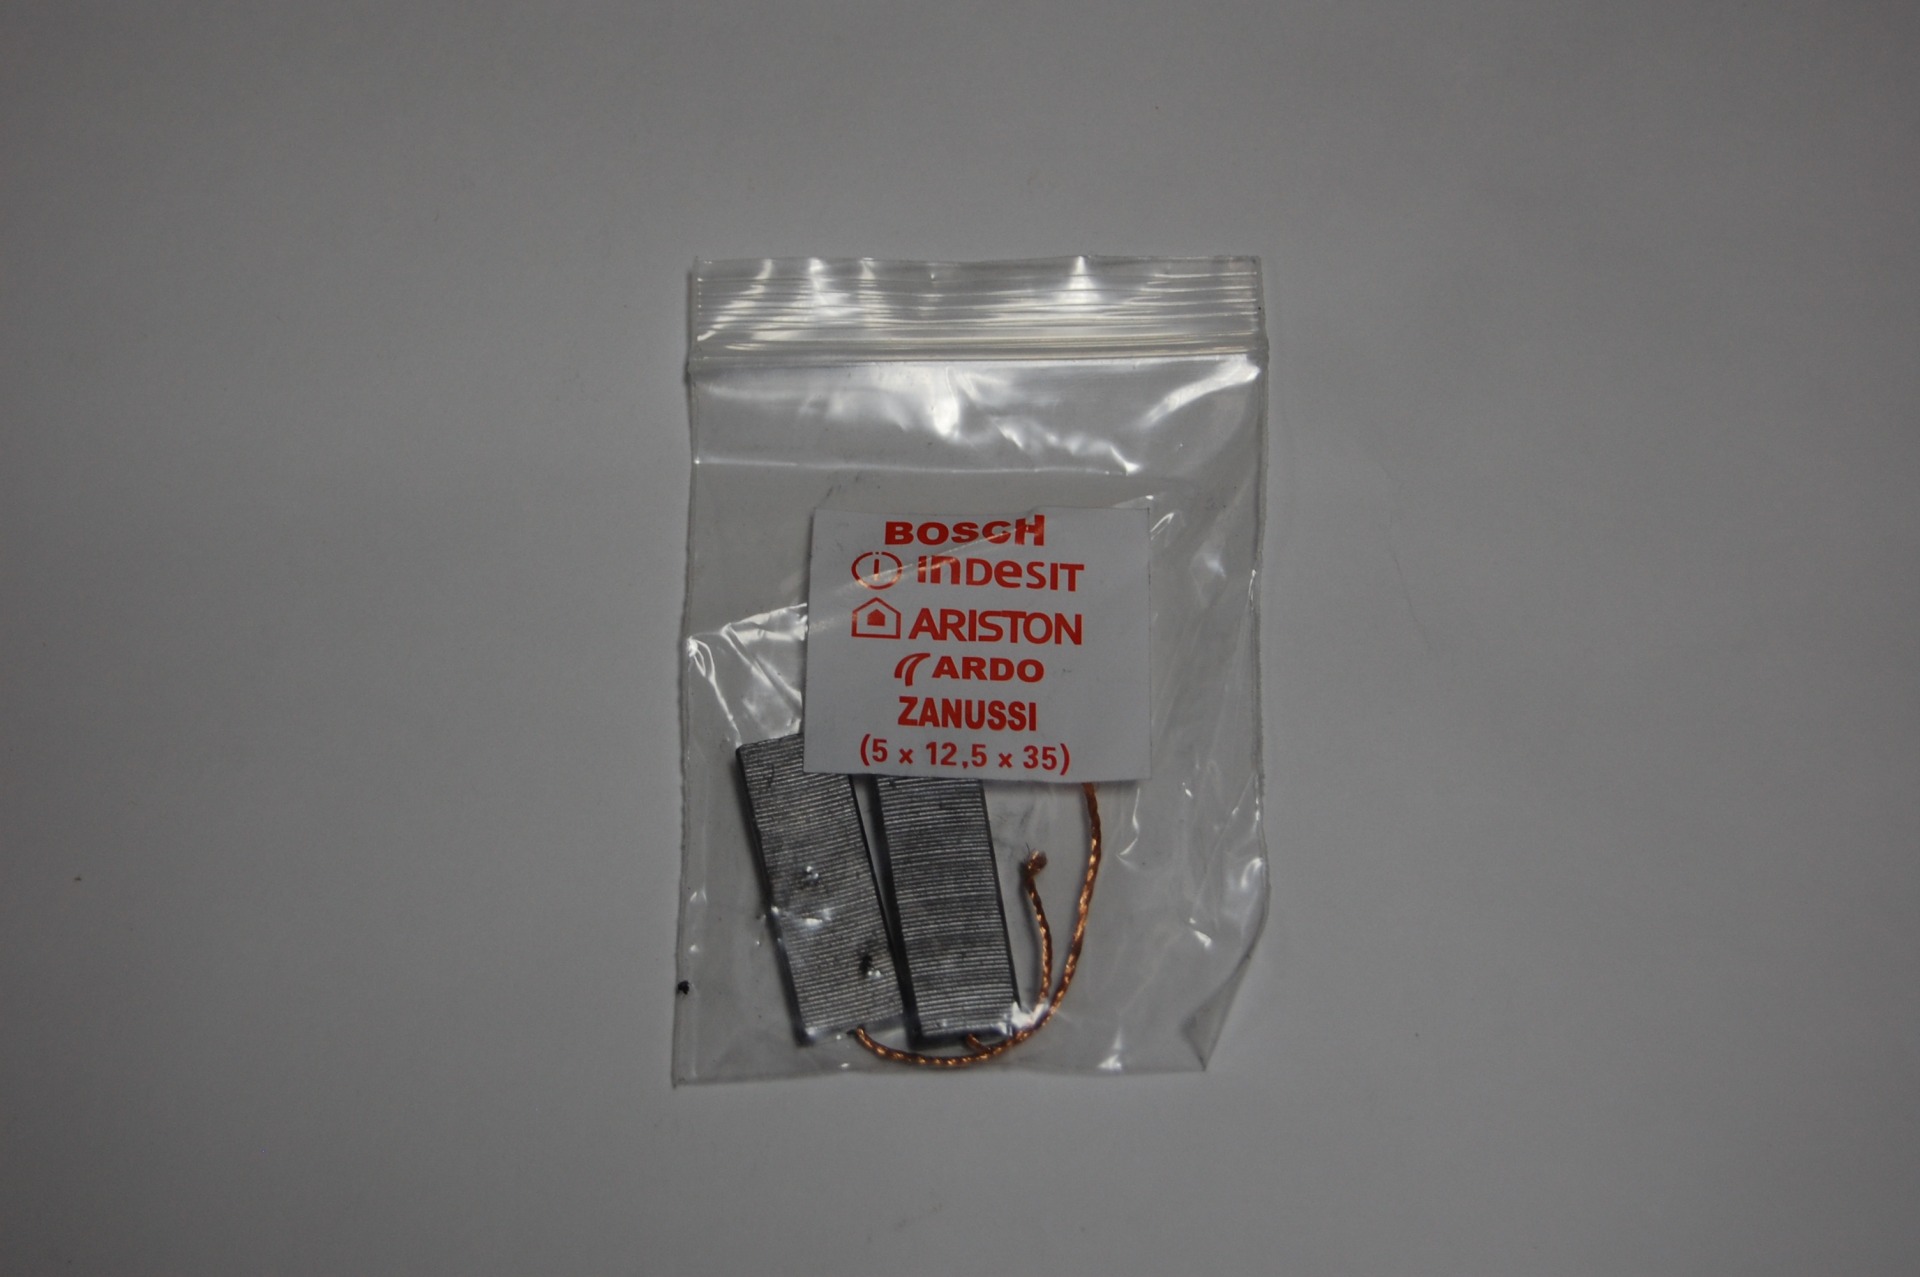 BOSCH
i inDesIT
ARISTON
ARDO
ZANUSSI
(5 x 12,5 x 35)